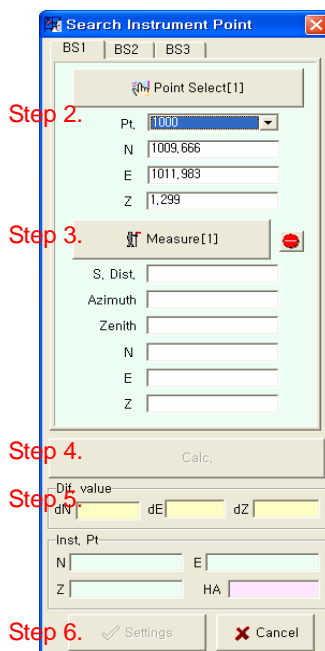 Search Instrument Point
BS1 BS2 BS3
Point Select[1]
Step 2.
Pt. 1000
N 1009.666
E 1011.983
Z 1.299
Step 3. Measure[1]
S. Dist.
Azimuth
Zenith
N
E
Z
Step 4. Calc.
Dif. value
Step 5.
dN dE dZ
Inst. Pt
N E
Z HA
Step 6. Settings Cancel